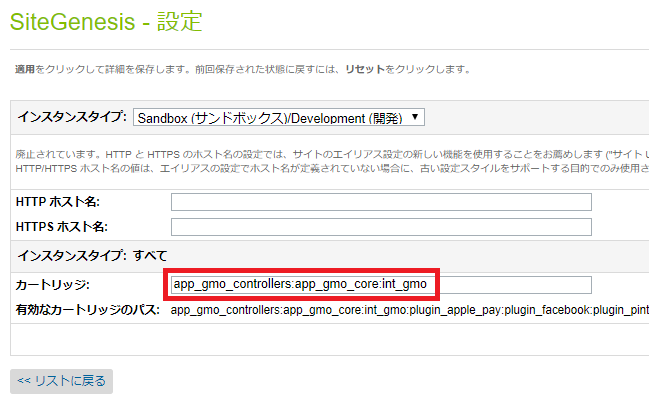 SiteGenesis - 設定
適用をクリックして詳細を保存します。前回保存された状態に戻すには、リセットをクリックします。
インスタンスタイプ: Sandbox (サンドボックス)/Development (開発)
廃止されています。HTTP と HTTPS のホスト名の設定では、サイトのエイリアス設定の新しい機能を使用することをお薦めします ("サイト U
HTTP/HTTPS ホスト名の値は、エイリアスの設定でホスト名が定義されていない場合に、古い設定スタイルをサポートする目的でのみ使用さ
HTTP ホスト名:
HTTPS ホスト名:
インスタンスタイプ: すべて
カートリッジ: app_gmo_controllers:app_gmo_core:int_gmo
有効なカートリッジのパス: app_gmo_controllers:app_gmo_core:int_gmo:plugin_apple_pay:plugin_facebook:plugin_pint
<< リストに戻る